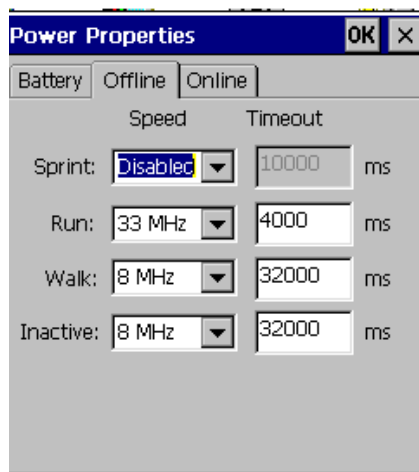 Power Properties OK ×
Battery Offline Online
Speed Timeout
Sprint: Disabled 10000 ms
Run: 33 MHz 4000 ms
Walk: 8 MHz 32000 ms
Inactive: 8 MHz 32000 ms